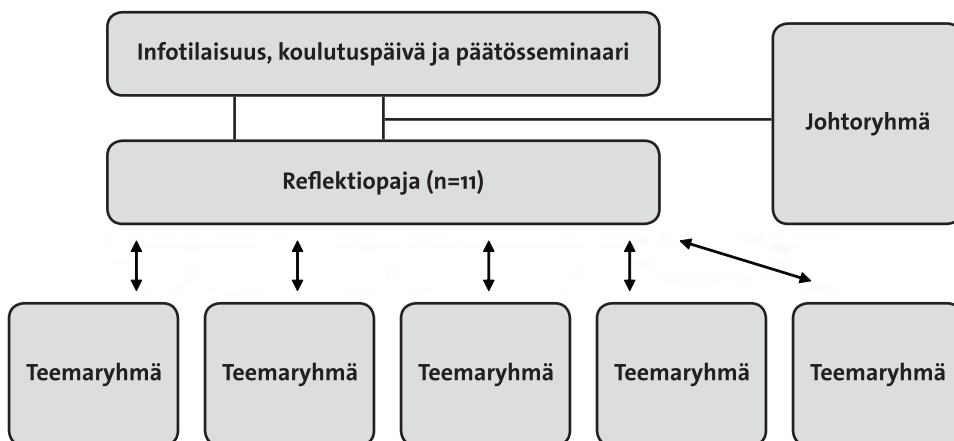 Infotilaisuus, koulutuspäivä ja päätösseminaari
Johtoryhmä
Reflektiopaja (n=11)
Teemaryhmä
Teemaryhmä
Teemaryhmä
Teemaryhmä
Teemaryhmä